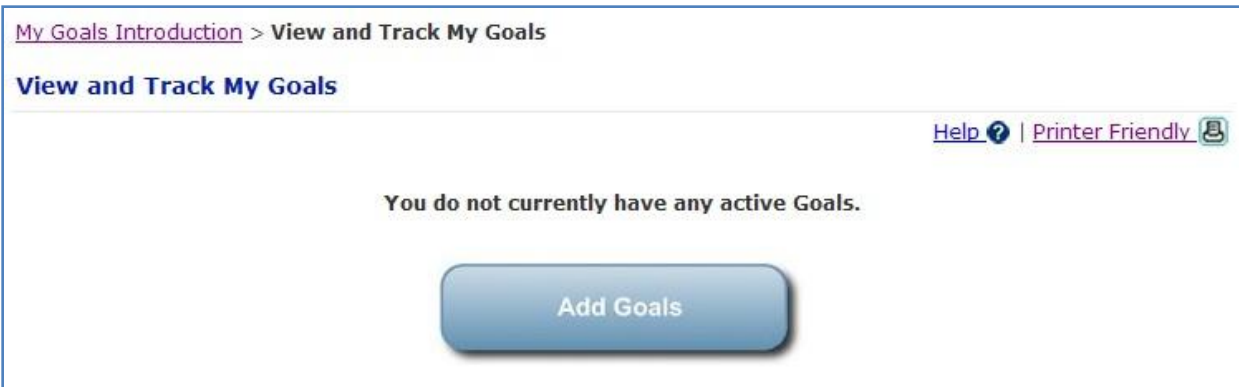 My Goals Introduction > View and Track My Goals
View and Track My Goals
Help ? | Printer Friendly
You do not currently have any active Goals.
Add Goals